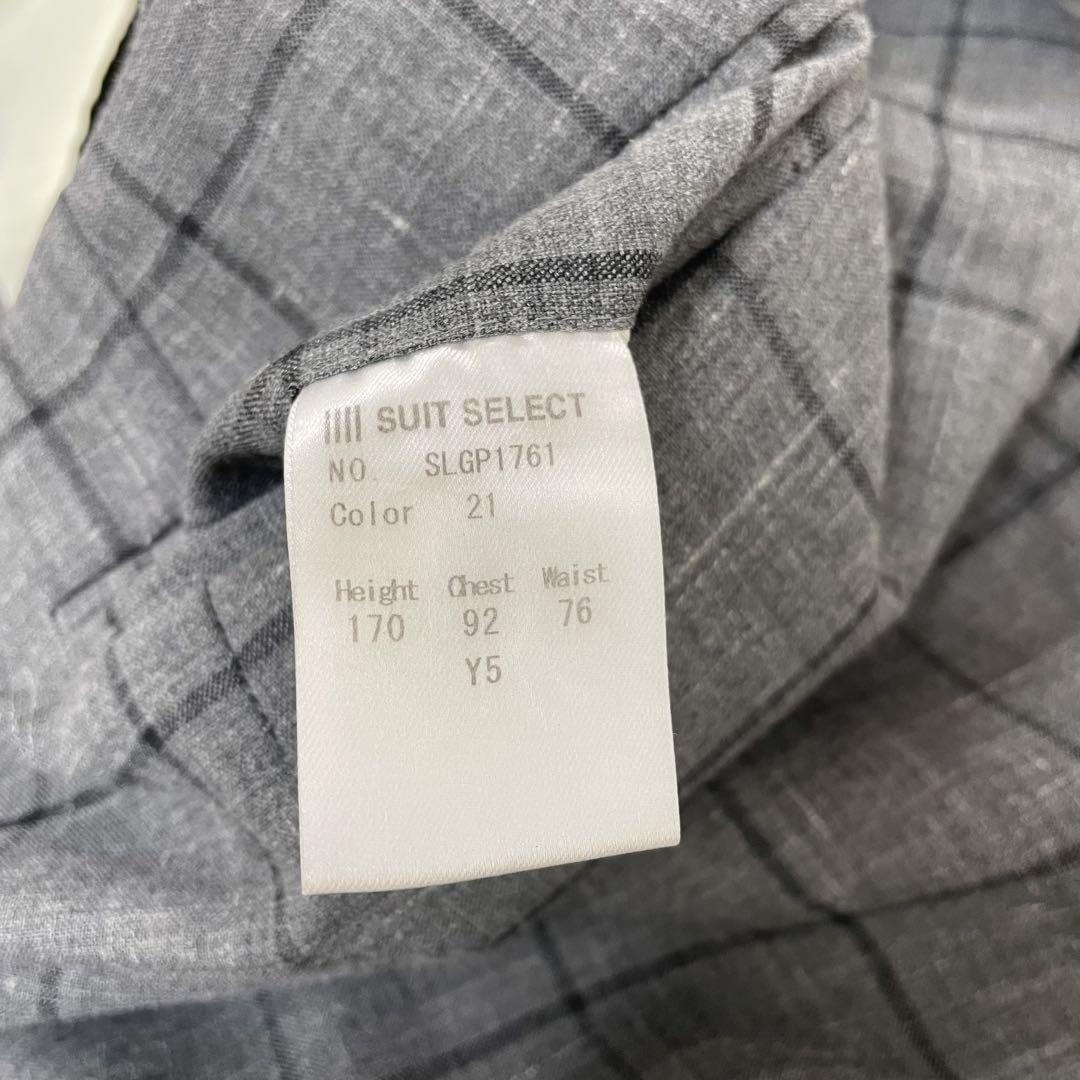 SUIT SELECT
NO. SLGP1761
Color 21
Height Chest Waist
170 92 76
Y5